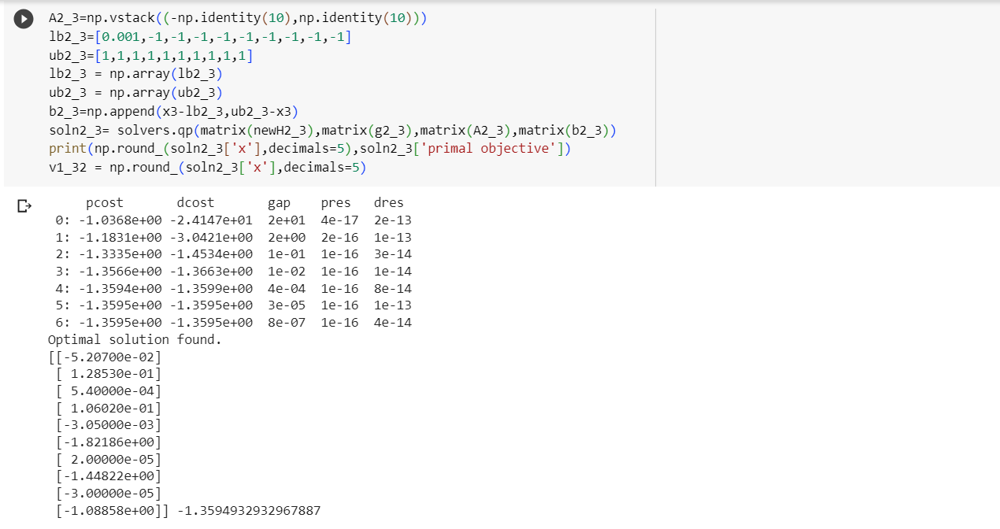 A2_3=np.vstack((-np.identity(10),np.identity(10)))
lb2_3=[0.001,-1,-1,-1,-1,-1,-1,-1,-1,-1]
ub2_3=[1,1,1,1,1,1,1,1,1,1]
lb2_3 = np.array(lb2_3)
ub2_3 = np.array(ub2_3)
b2_3=np.append(x3-lb2_3,ub2_3-x3)
soln2_3= solvers.qp(matrix(newH2_3),matrix(g2_3),matrix(A2_3),matrix(b2_3))
print(np.round_(soln2_3['x'],decimals=5),soln2_3['primal objective'])
v1_32 = np.round_(soln2_3['x'],decimals=5)
     pcost       dcost       gap    pres   dres
 0: -1.0368e+00 -2.4147e+01  2e+01  4e-17  2e-13
 1: -1.1831e+00 -3.0421e+00  2e+00  2e-16  1e-13
 2: -1.3335e+00 -1.4534e+00  1e-01  1e-16  3e-14
 3: -1.3566e+00 -1.3663e+00  1e-02  1e-16  1e-14
 4: -1.3594e+00 -1.3599e+00  4e-04  1e-16  8e-14
 5: -1.3595e+00 -1.3595e+00  3e-05  1e-16  1e-13
 6: -1.3595e+00 -1.3595e+00  8e-07  1e-16  4e-14
Optimal solution found.
[[-5.20700e-02]
 [ 1.28530e-01]
 [ 5.40000e-04]
 [ 1.06020e-01]
 [-3.05000e-03]
 [-1.82186e+00]
 [ 2.00000e-05]
 [-1.44822e+00]
 [-3.00000e-05]
 [-1.08858e+00]] -1.3594932932967887